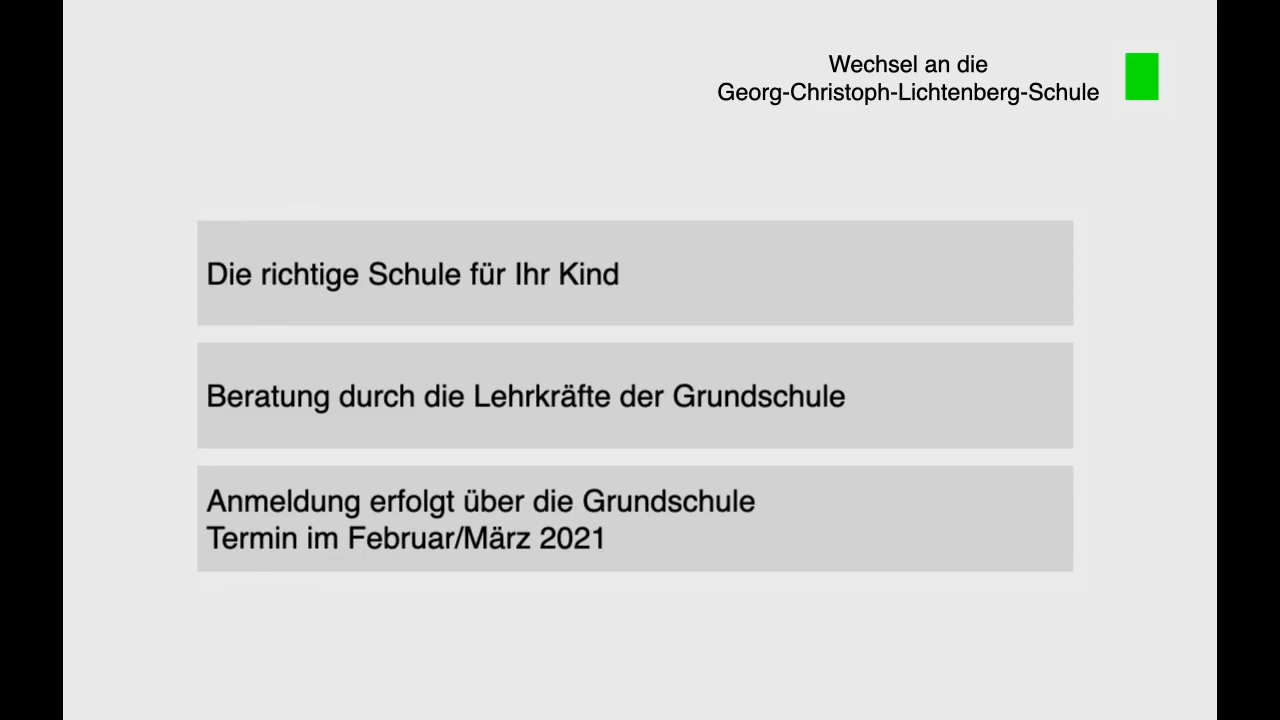 Wechsel an die
Georg-Christoph-Lichtenberg-Schule
Die richtige Schule für Ihr Kind
Beratung durch die Lehrkräfte der Grundschule
Anmeldung erfolgt über die Grundschule
Termin im Februar/März 2021